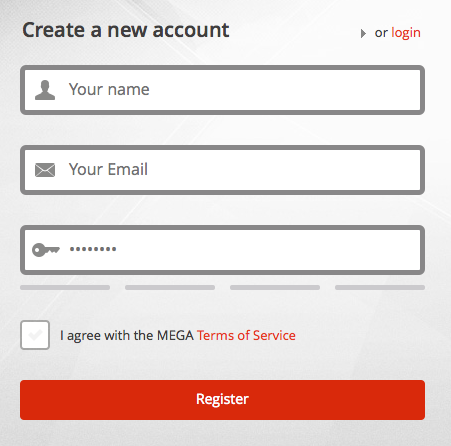 Create a new account
or login
Your name
Your Email
••••••••
I agree with the MEGA Terms of Service
Register